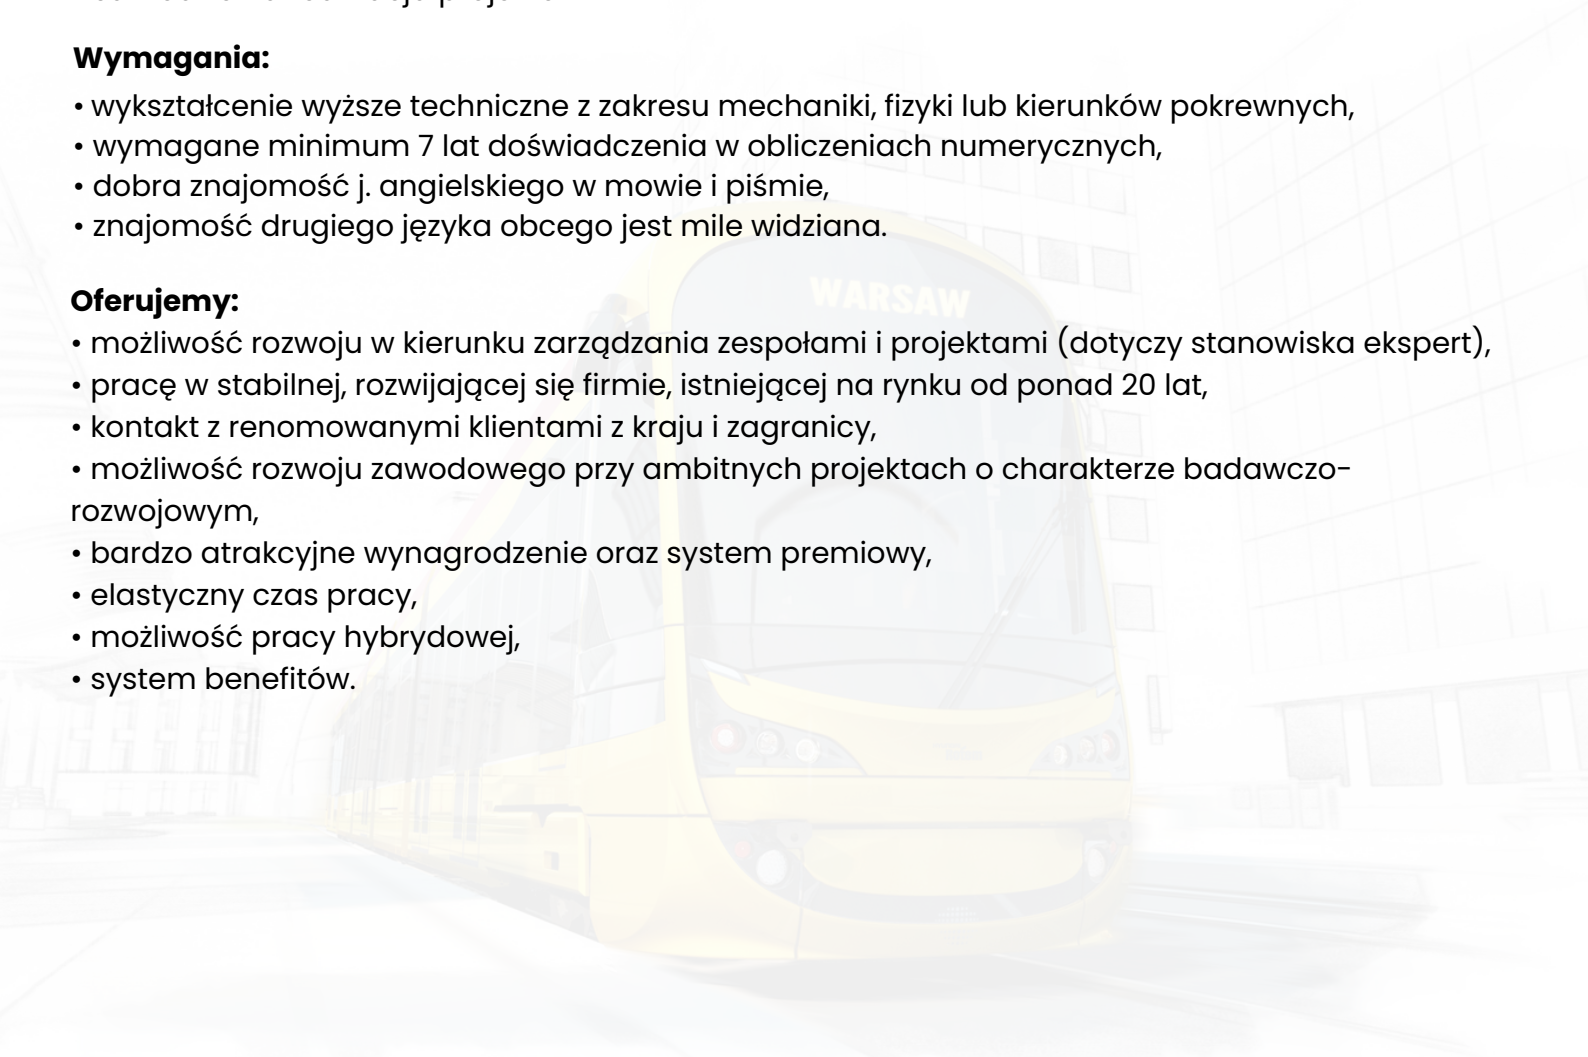 Wymagania:
• wykształcenie wyższe techniczne z zakresu mechaniki, fizyki lub kierunków pokrewnych,
• wymagane minimum 7 lat doświadczenia w obliczeniach numerycznych,
• dobra znajomość j. angielskiego w mowie i piśmie,
• znajomość drugiego języka obcego jest mile widziana.
WARSAW
Oferujemy:
• możliwość rozwoju w kierunku zarządzania zespołami i projektami (dotyczy stanowiska ekspert),
• pracę w stabilnej, rozwijającej się firmie, istniejącej na rynku od ponad 20 lat,
• kontakt z renomowanymi klientami z kraju i zagranicy,
• możliwość rozwoju zawodowego przy ambitnych projektach o charakterze badawczo-
rozwojowym,
• bardzo atrakcyjne wynagrodzenie oraz system premiowy,
• elastyczny czas pracy,
• możliwość pracy hybrydowej,
• system benefitów.